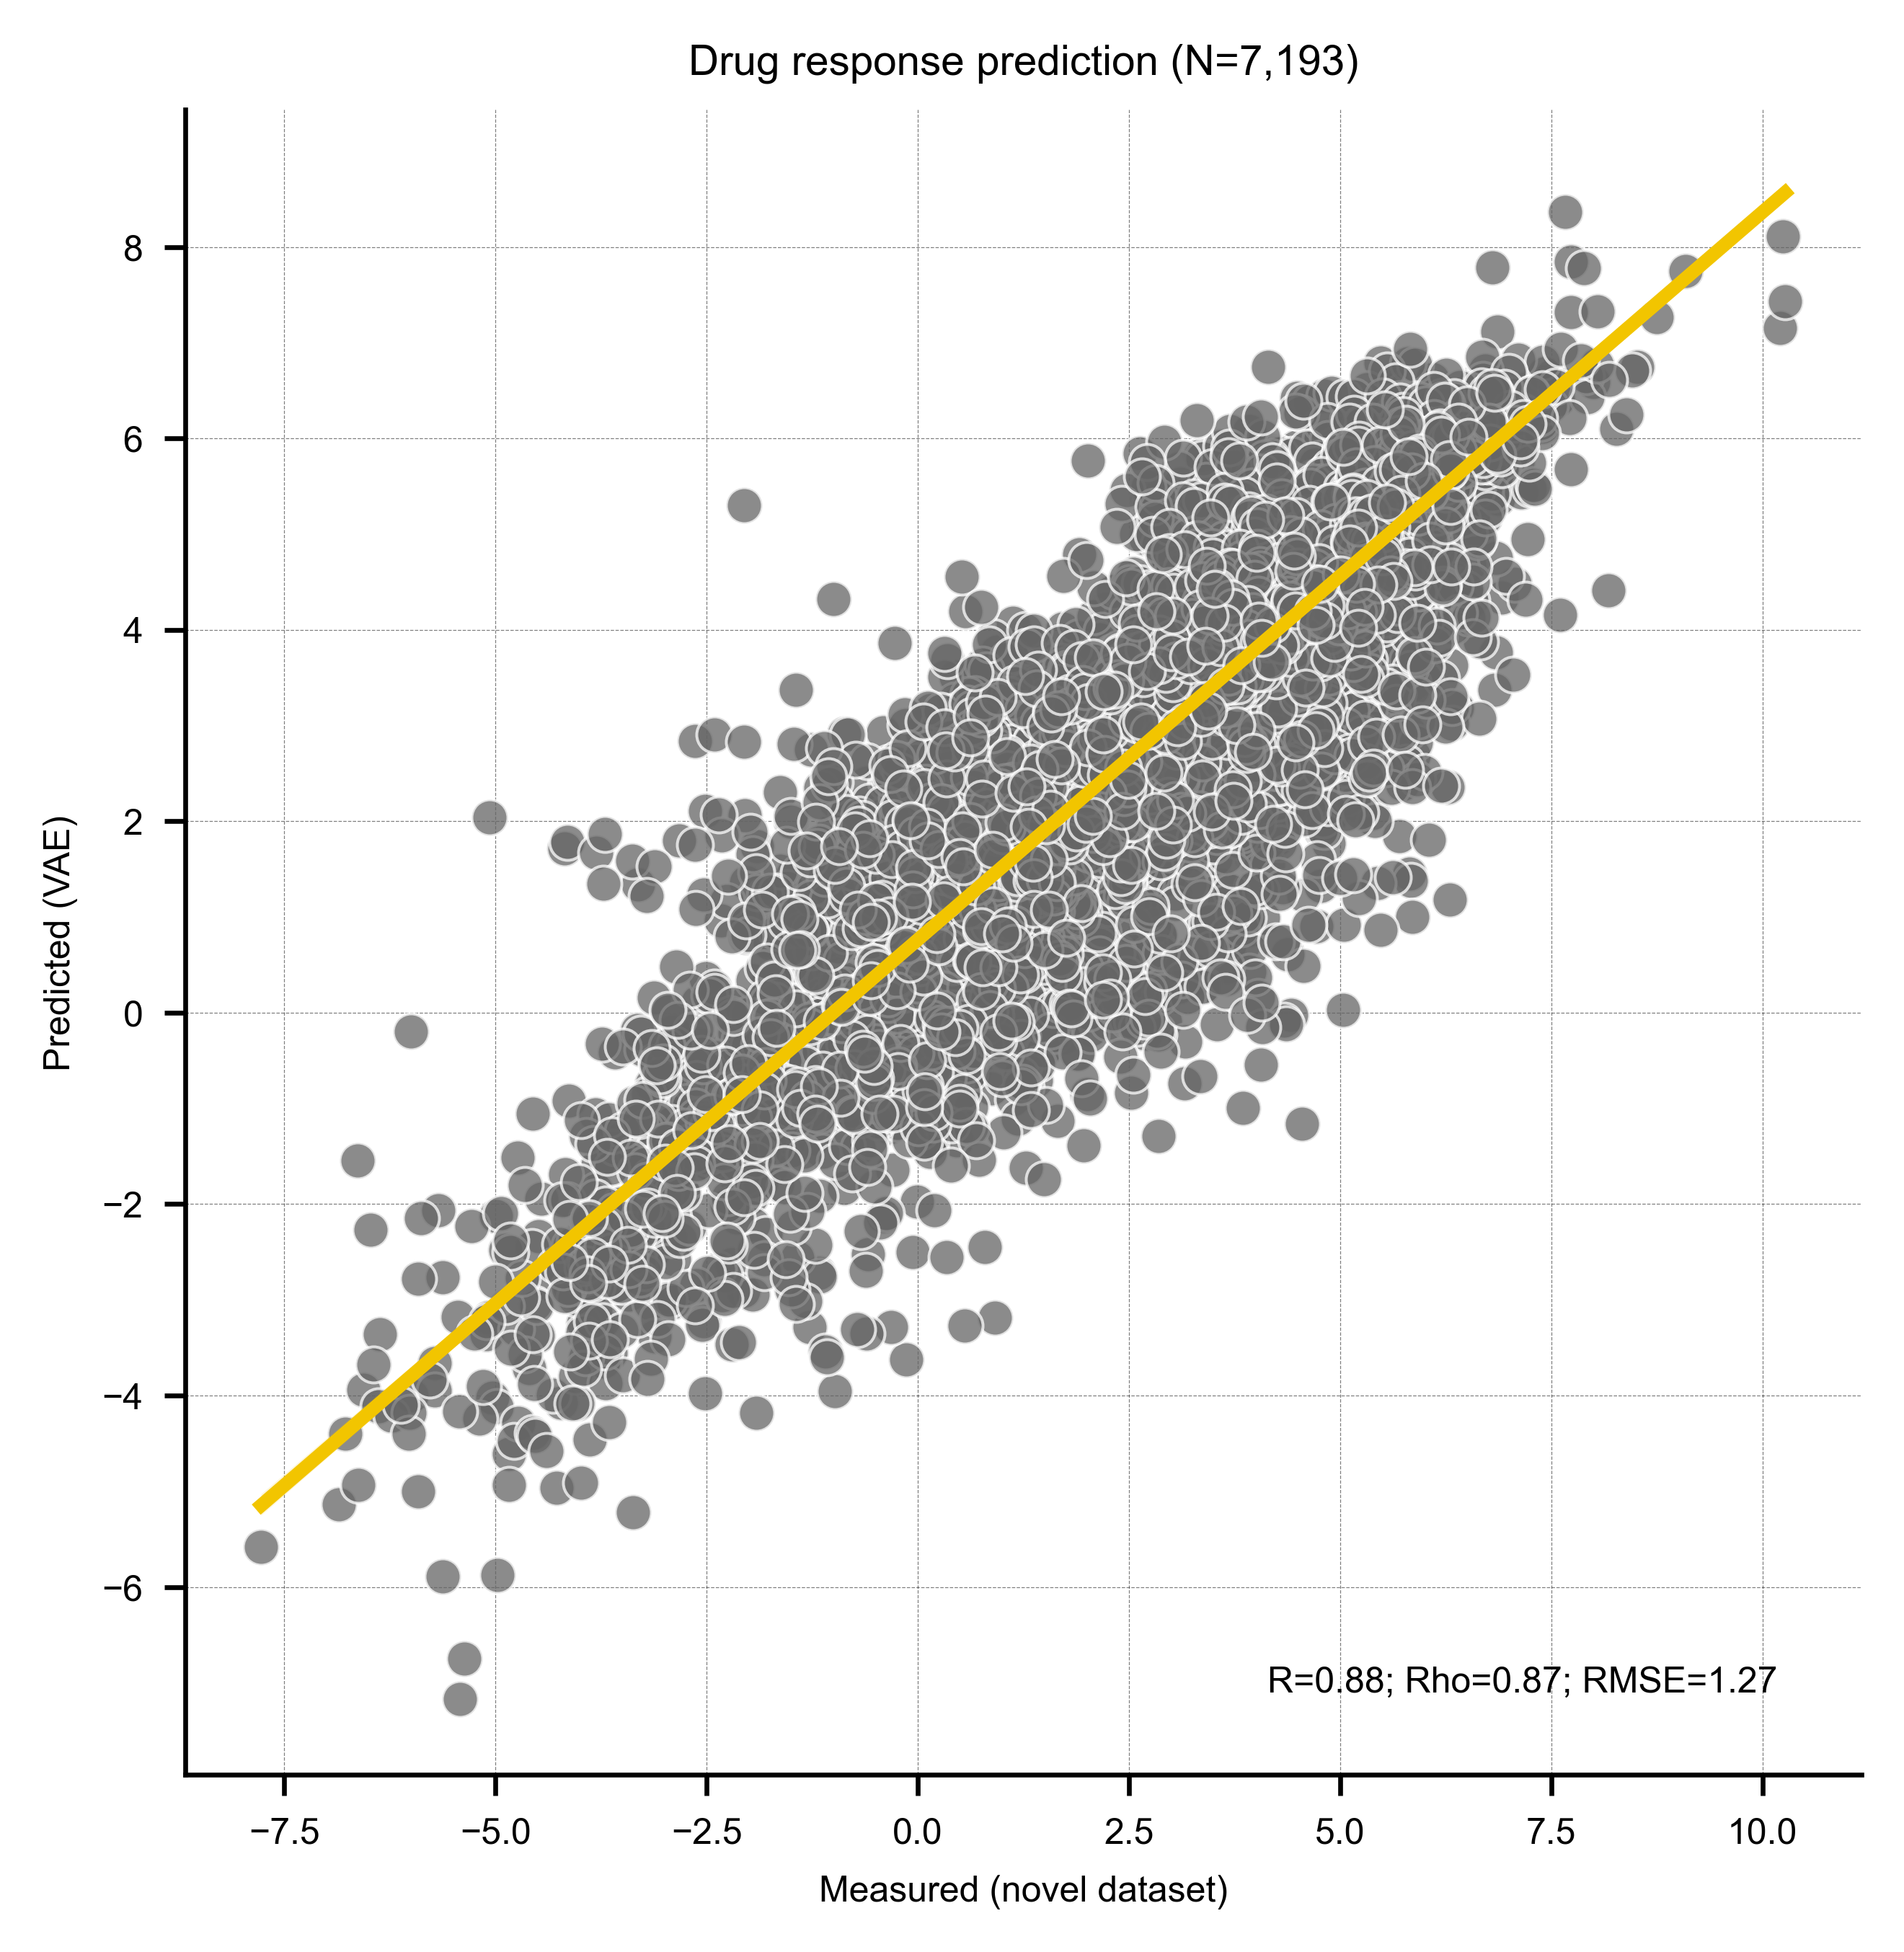 Drug response prediction (N=7,193)
Predicted (VAE)
8
6
4
2
0
−2
−4
−6
R=0.88; Rho=0.87; RMSE=1.27
−7.5 −5.0 −2.5 0.0 2.5 5.0 7.5 10.0
Measured (novel dataset)